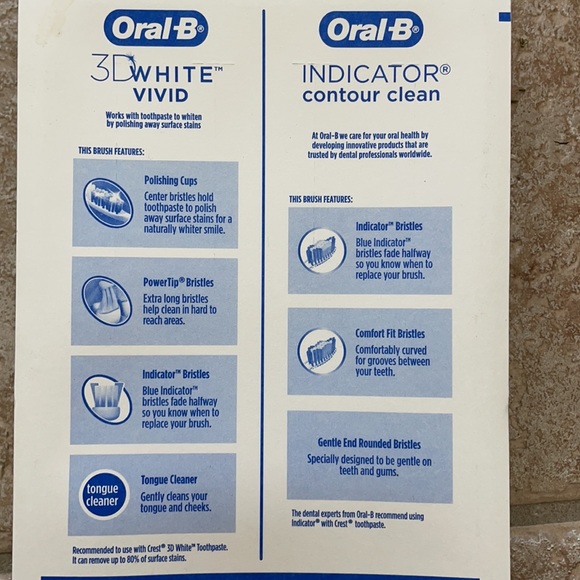 Oral-B®
3DWHITE™
VIVID
Works with toothpaste to whiten
by polishing away surface stains
THIS BRUSH FEATURES:
Polishing Cups
Center bristles hold
toothpaste to polish
away surface stains for a
naturally whiter smile.
PowerTip® Bristles
Extra long bristles
help clean in hard to
reach areas.
Indicator™ Bristles
Blue Indicator™
bristles fade halfway
so you know when to
replace your brush.
tongue
cleaner
Tongue Cleaner
Gently cleans your
tongue and cheeks.
Recommended to use with Crest® 3D White™ Toothpaste.
It can remove up to 80% of surface stains.
Oral-B®
INDICATOR®
contour clean
At Oral-B we care for your oral health by
developing innovative products that are
trusted by dental professionals worldwide.
THIS BRUSH FEATURES:
Indicator™ Bristles
Blue Indicator™
bristles fade halfway
so you know when to
replace your brush.
Comfort Fit Bristles
Comfortably curved
for grooves between
your teeth.
Gentle End Rounded Bristles
Specially designed to be gentle on
teeth and gums.
The dental experts from Oral-B recommend using
Indicator® with Crest® toothpaste.